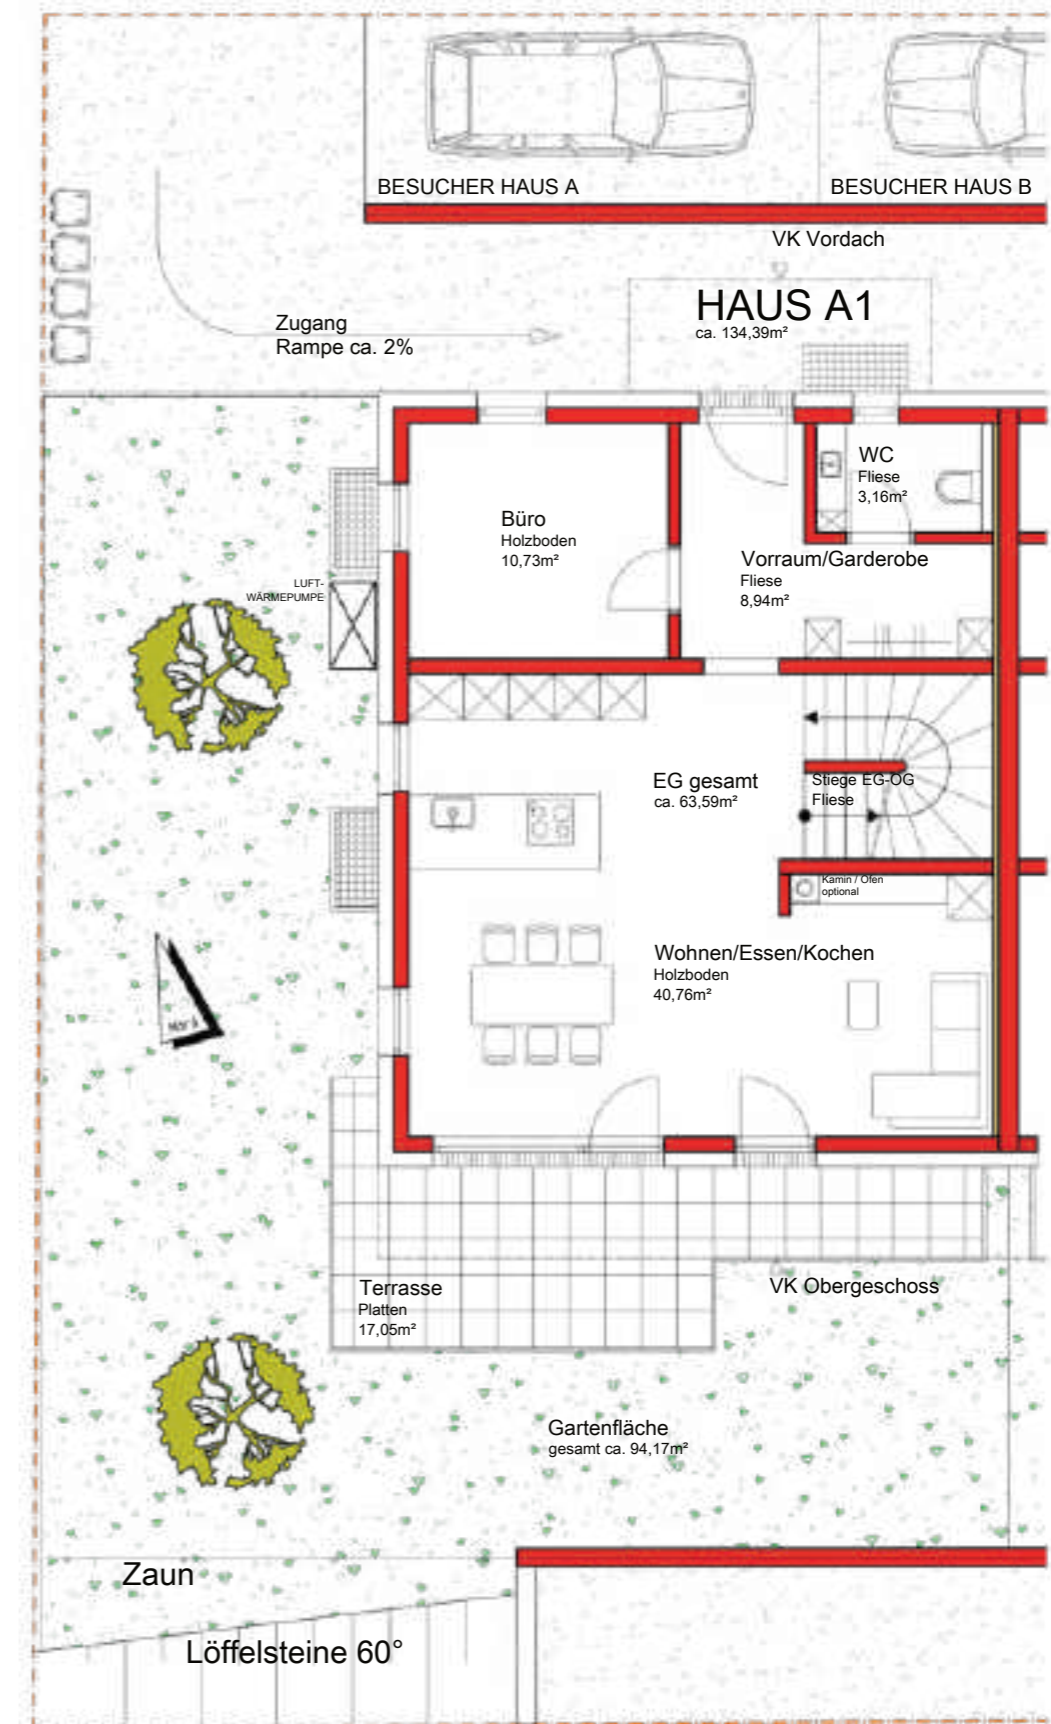 BESUCHER HAUS A
BESUCHER HAUS B
VK Vordach
HAUS A1
ca. 134,39m²
Zugang
Rampe ca. 2%
WC
Fliese
3,16m²
Büro
Holzboden
10,73m²
Vorraum/Garderobe
Fliese
8,94m²
LUFT-
WÄRMEPUMPE
EG gesamt
ca. 63,59m²
Stiege EG-OG
Fliese
Kamin / Ofen
optional
Wohnen/Essen/Kochen
Holzboden
40,76m²
Nord
Terrasse
Platten
17,05m²
VK Obergeschoss
Gartenfläche
gesamt ca. 94,17m²
Zaun
Löffelsteine 60°